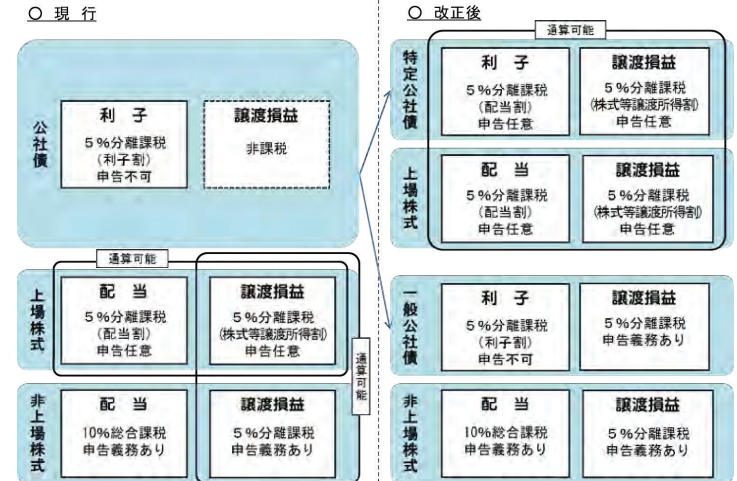 〇 現 行
公社債
利 子
5%分離課税
(利子割)
申告不可
譲渡損益
非課税
通算可能
上場株式
配 当
5%分離課税
(配当割)
申告任意
譲渡損益
5%分離課税
(株式等譲渡所得割)
申告任意
通算可能
非上場株式
配 当
10%総合課税
申告義務あり
譲渡損益
5%分離課税
申告義務あり
〇 改正後
通算可能
特定公社債
利 子
5%分離課税
(配当割)
申告任意
譲渡損益
5%分離課税
(株式等譲渡所得割)
申告任意
上場株式
配 当
5%分離課税
(配当割)
申告任意
譲渡損益
5%分離課税
(株式等譲渡所得割)
申告任意
一般公社債
利 子
5%分離課税
(利子割)
申告不可
譲渡損益
5%分離課税
申告義務あり
非上場株式
配 当
10%総合課税
申告義務あり
譲渡損益
5%分離課税
申告義務あり